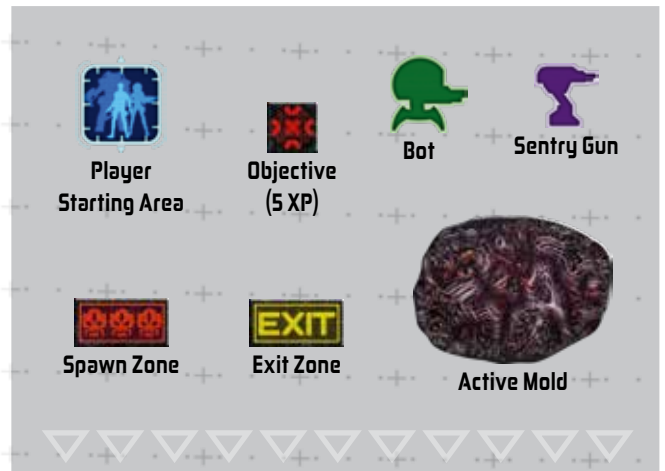 Player
Starting Area
Objective
(5 XP)
Bot
Sentry Gun
Spawn Zone
EXIT
Exit Zone
Active Mold